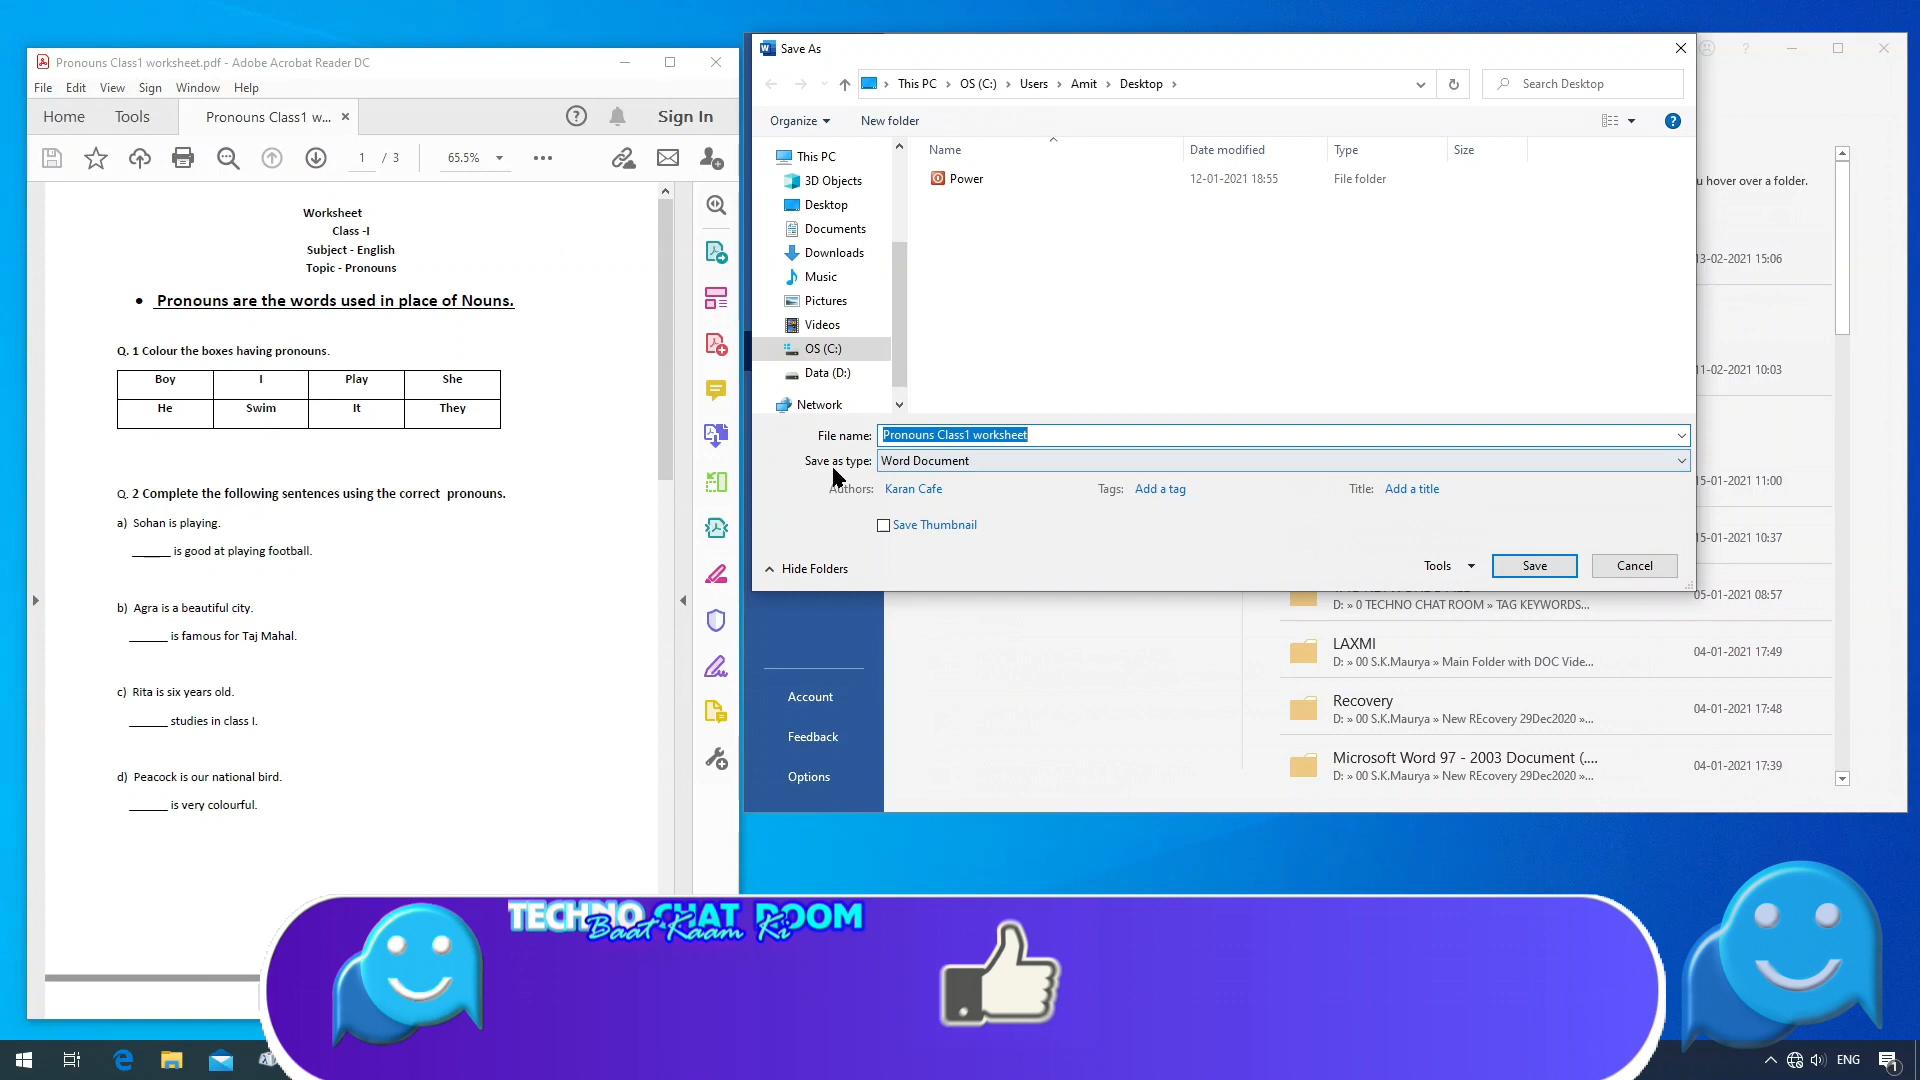 Pronouns Class1 worksheet.pdf - Adobe Acrobat Reader DC
File Edit View Sign Window Help
Home Tools Pronouns Class1 w... × Sign In
1 / 3 65.5%
Worksheet
Class -I
Subject - English
Topic - Pronouns
• Pronouns are the words used in place of Nouns.
Q. 1 Colour the boxes having pronouns.
Boy I Play She
He Swim It They
Q. 2 Complete the following sentences using the correct pronouns.
a) Sohan is playing.
______ is good at playing football.
b) Agra is a beautiful city.
______ is famous for Taj Mahal.
c) Rita is six years old.
______ studies in class I.
d) Peacock is our national bird.
______ is very colourful.
Save As
This PC › OS (C:) › Users › Amit › Desktop ›
Search Desktop
Organize New folder
This PC
3D Objects
Desktop
Documents
Downloads
Music
Pictures
Videos
OS (C:)
Data (D:)
Network
Name Date modified Type Size
Power 12-01-2021 18:55 File folder
File name: Pronouns Class1 worksheet
Save as type: Word Document
Authors: Karan Cafe Tags: Add a tag Title: Add a title
Save Thumbnail
Hide Folders Tools Save Cancel
u hover over a folder.
13-02-2021 15:06
11-02-2021 10:03
15-01-2021 11:00
15-01-2021 10:37
05-01-2021 08:57
D: » 0 TECHNO CHAT ROOM » TAG KEYWORDS...
LAXMI 04-01-2021 17:49
D: » 00 S.K.Maurya » Main Folder with DOC Vide...
Recovery 04-01-2021 17:48
D: » 00 S.K.Maurya » New REcovery 29Dec2020 »...
Microsoft Word 97 - 2003 Document (.... 04-01-2021 17:39
D: » 00 S.K.Maurya » New REcovery 29Dec2020 »...
Account
Feedback
Options
TECHNO CHAT ROOM
Baat Kaam Ki
ENG
1